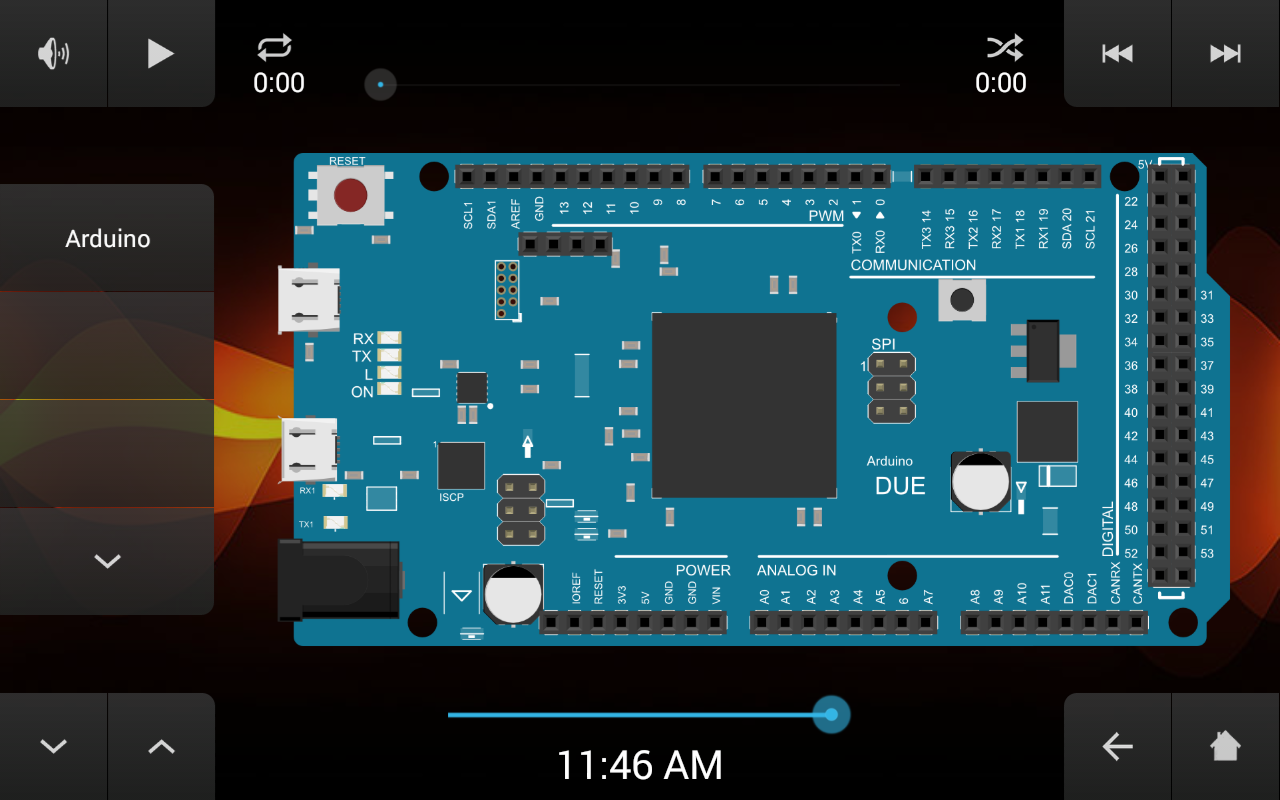 0:00
0:00
Arduino
RESET
5V
SCL1
SDA1
AREF
GND
13
12
11
10
9
8
7
6
5
4
3
2
1
0
PWM
TX0
RX0
TX3 14
RX3 15
TX2 16
RX2 17
TX1 18
RX1 19
SDA 20
SCL 21
COMMUNICATION
22
24
26
28
30 31
32 33
34 35
36 37
38 39
40 41
42 43
44 45
46 47
48 49
50 51
52 53
DIGITAL
RX
TX
L
ON
SPI
1
1
ISCP
RX1
TX1
Arduino
DUE
POWER
ANALOG IN
IOREF
RESET
3V3
5V
GND
GND
VIN
A0
A1
A2
A3
A4
A5
6
A7
A8
A9
A10
A11
DAC0
DAC1
CANRX
CANTX
11:46 AM